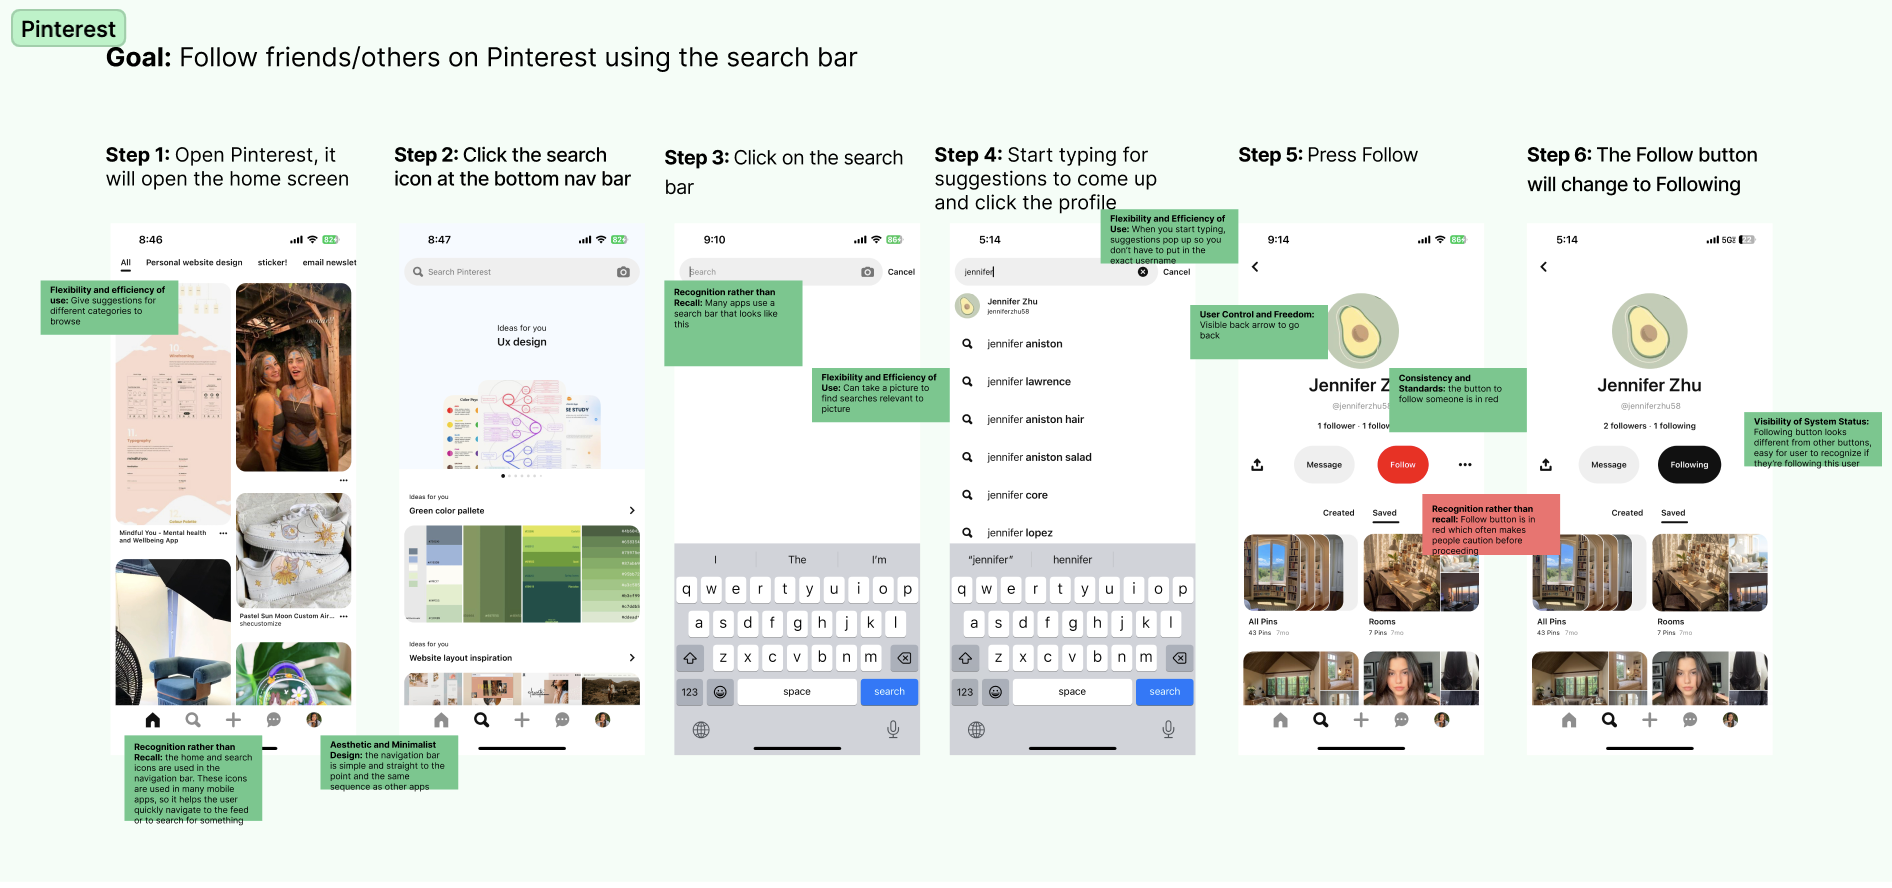 Pinterest
Goal: Follow friends/others on Pinterest using the search bar
Step 1: Open Pinterest, it
will open the home screen
8:46
82
All Personal website design sticker! email newslet
Flexibility and efficiency of
use: Give suggestions for
different categories to
browse
Mindful You - Mental health
and Wellbeing App
Pastel Sun Moon Custom Air...
shecustomize
Recognition rather than
Recall: the home and search
icons are used in the
navigation bar. These icons
are used in many mobile
apps, so it helps the user
quickly navigate to the feed
or to search for something
Step 2: Click the search
icon at the bottom nav bar
8:47
82
Search Pinterest
Ideas for you
Ux design
Ideas for you
Green color pallete
Ideas for you
Website layout inspiration
Aesthetic and Minimalist
Design: the navigation bar
is simple and straight to the
point and the same
sequence as other apps
Step 3: Click on the search
bar
9:10
86
Search
Cancel
Recognition rather than
Recall: Many apps use a
search bar that looks like
this
Flexibility and Efficiency of
Use: Can take a picture to
find searches relevant to
picture
I The I'm
q w e r t y u i o p
a s d f g h j k l
z x c v b n m
123 space search
Step 4: Start typing for
suggestions to come up
and click the profile
5:14
Flexibility and Efficiency of
Use: When you start typing,
suggestions pop up so you
don't have to put in the
exact username
jennifer
Cancel
Jennifer Zhu
jenniferzhu58
jennifer aniston
jennifer lawrence
jennifer aniston hair
jennifer aniston salad
jennifer core
jennifer lopez
"jennifer" hennifer
q w e r t y u i o p
a s d f g h j k l
z x c v b n m
123 space search
Step 5: Press Follow
9:14
86
User Control and Freedom:
Visible back arrow to go
back
Jennifer Z
@jenniferzhu5
1 follower · 1 follow
Consistency and
Standards: the button to
follow someone is in red
Message Follow
Created Saved
Recognition rather than
recall: Follow button is in
red which often makes
people caution before
proceeding
All Pins
43 Pins 7mo
Rooms
7 Pins 7mo
Step 6: The Follow button
will change to Following
5:14
5G
22
Jennifer Zhu
@jenniferzhu58
2 followers · 1 following
Message Following
Visibility of System Status:
Following button looks
different from other buttons,
easy for user to recognize if
they're following this user
Created Saved
All Pins
43 Pins 7mo
Rooms
7 Pins 7mo